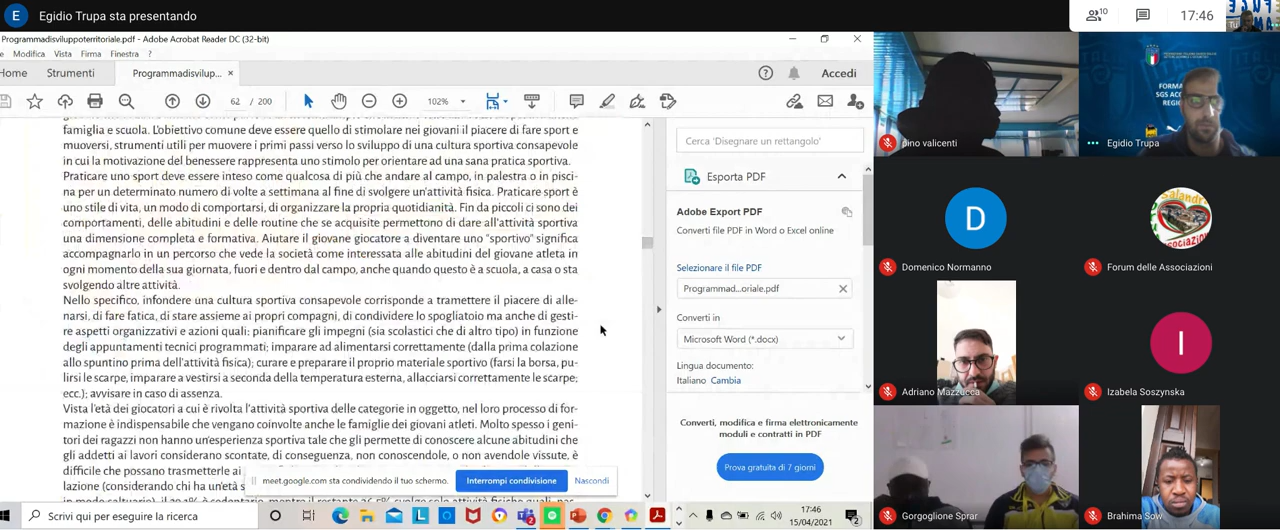 E Egidio Trupa sta presentando
10
17:46
Programmadisviluppoterritoriale.pdf - Adobe Acrobat Reader DC (32-bit)
Modifica Vista Firma Finestra ?
Home Strumenti Programmadisvilup... × Accedi
62 / 200 102%
famiglia e scuola. L'obiettivo comune deve essere quello di stimolare nei giovani il piacere di fare sport e
muoversi, strumenti utili per muovere i primi passi verso lo sviluppo di una cultura sportiva consapevole
in cui la motivazione del benessere rappresenta uno stimolo per orientare ad una sana pratica sportiva.
Praticare uno sport deve essere inteso come qualcosa di più che andare al campo, in palestra o in pisci-
na per un determinato numero di volte a settimana al fine di svolgere un'attività fisica. Praticare sport è
uno stile di vita, un modo di comportarsi, di organizzare la propria quotidianità. Fin da piccoli ci sono dei
comportamenti, delle abitudini e delle routine che se acquisite permettono di dare all'attività sportiva
una dimensione completa e formativa. Aiutare il giovane giocatore a diventare uno "sportivo" significa
accompagnarlo in un percorso che vede la società come interessata alle abitudini del giovane atleta in
ogni momento della sua giornata, fuori e dentro dal campo, anche quando questo è a scuola, a casa o sta
svolgendo altre attività.
Nello specifico, infondere una cultura sportiva consapevole corrisponde a tramettere il piacere di alle-
narsi, di fare fatica, di stare assieme ai propri compagni, di condividere lo spogliatoio ma anche di gesti-
re aspetti organizzativi e azioni quali: pianificare gli impegni (sia scolastici che di altro tipo) in funzione
degli appuntamenti tecnici programmati; imparare ad alimentarsi correttamente (dalla prima colazione
allo spuntino prima dell'attività fisica); curare e preparare il proprio materiale sportivo (farsi la borsa, pu-
lirsi le scarpe, imparare a vestirsi a seconda della temperatura esterna, allacciarsi correttamente le scarpe;
ecc.); avvisare in caso di assenza.
Vista l'età dei giocatori a cui è rivolta l'attività sportiva delle categorie in oggetto, nel loro processo di for-
mazione è indispensabile che vengano coinvolte anche le famiglie dei giovani atleti. Molto spesso i geni-
tori dei ragazzi non hanno un'esperienza sportiva tale che gli permette di conoscere alcune abitudini che
gli addetti ai lavori considerano scontate, di conseguenza, non conoscendole, o non avendole vissute, è
difficile che possano trasmetterle ai
lazione (considerando chi ha un'età s
Cerca 'Disegnare un rettangolo'
Esporta PDF
Adobe Export PDF
Converti file PDF in Word o Excel online
Selezionare il file PDF
Programmad...oriale.pdf
Converti in
Microsoft Word (*.docx)
Lingua documento:
Italiano Cambia
Converti, modifica e firma elettronicamente
moduli e contratti in PDF
Prova gratuita di 7 giorni
meet.google.com sta condividendo il tuo schermo. Interrompi condivisione Nascondi
Scrivi qui per eseguire la ricerca
17:46
15/04/2021
2
pino valicenti
Egidio Trupa
D
Domenico Normanno
Salandra
Forum delle Associazioni
Adriano Mazzucca
I
Izabela Soszynska
Gorgoglione Sprar
Brahima Sow